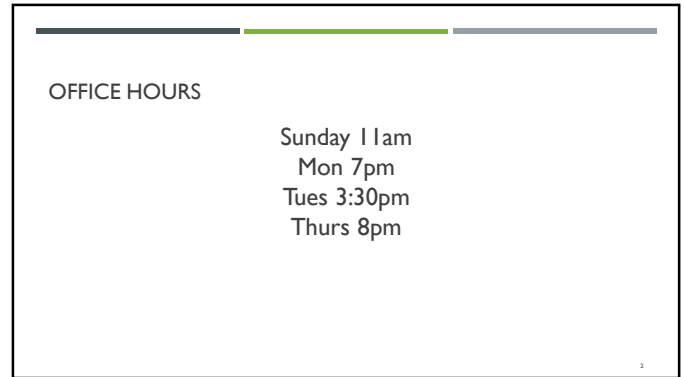 OFFICE HOURS
Sunday 11am
Mon 7pm
Tues 3:30pm
Thurs 8pm
2